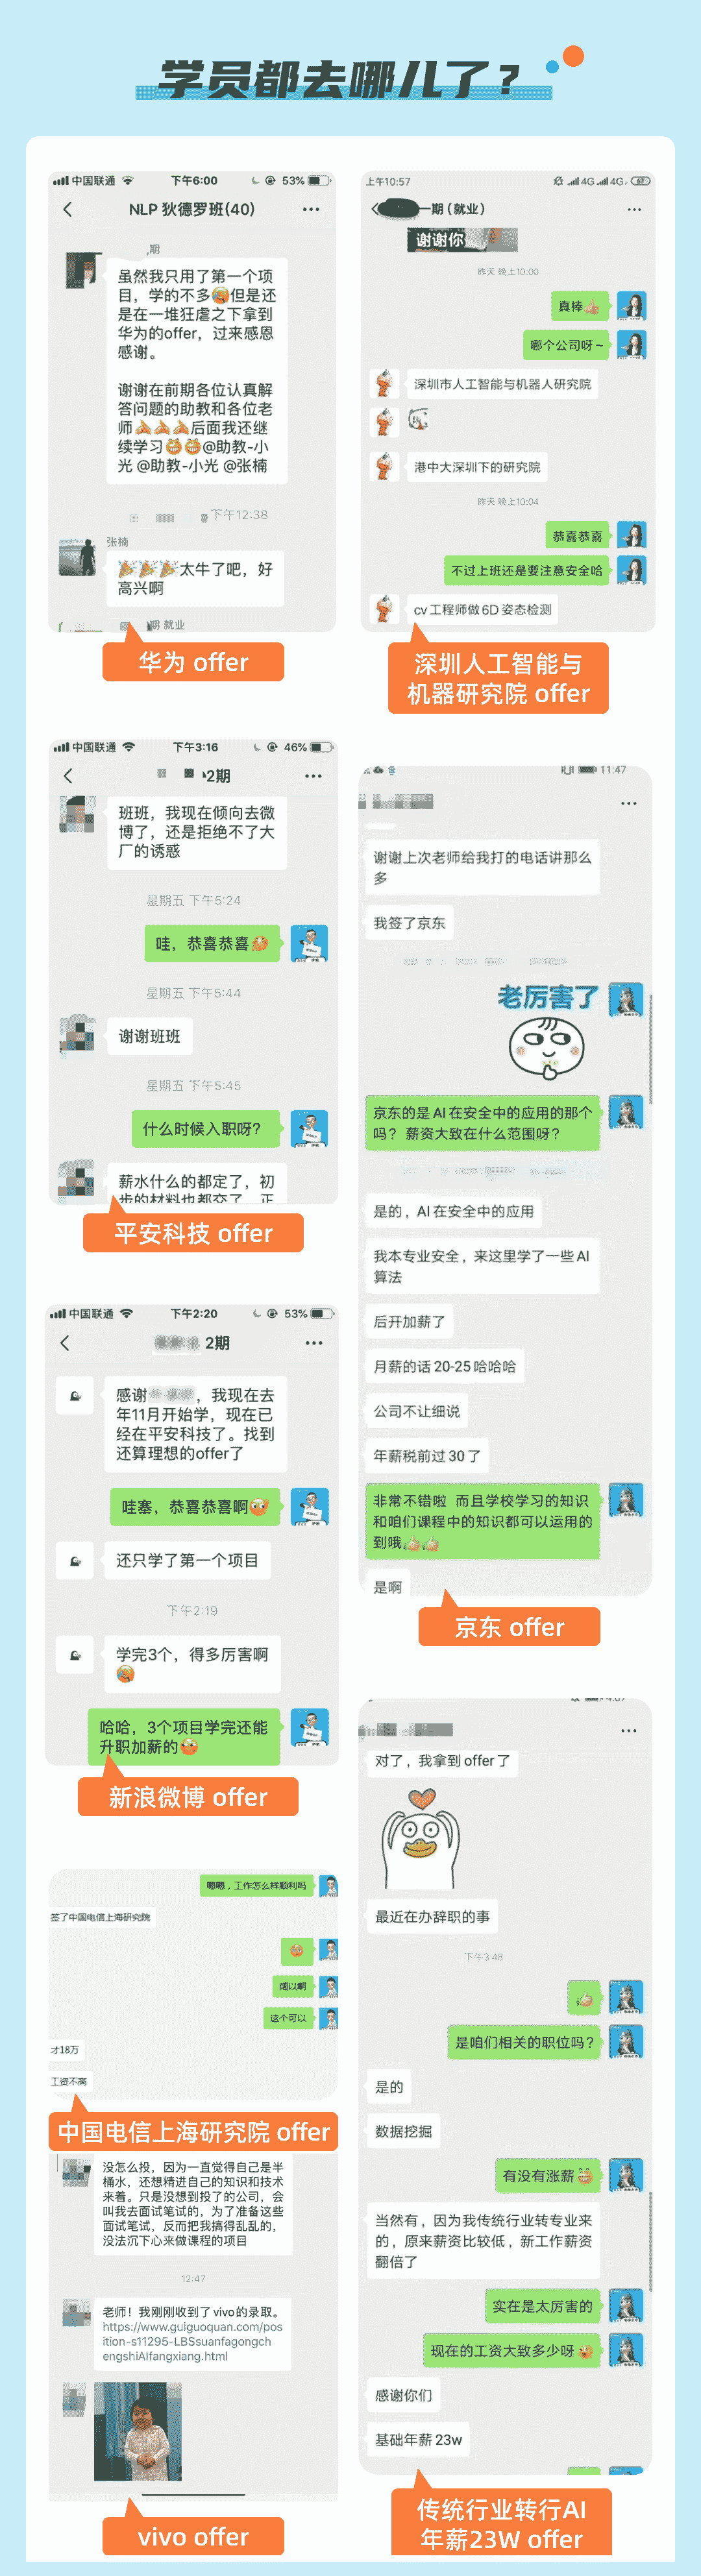 学员都去哪儿了？
中国联通
下午6:00
53%
NLP 狄德罗班(40)
期
虽然我只用了第一个项
目，学的不多但是还
是在一堆狂虐之下拿到
华为的offer，过来感恩
感谢。
谢谢在前期各位认真解
答问题的助教和各位老
师后面我还继
续学习@助教-小
光 @助教-小光 @张楠
下午12:38
张楠
太牛了吧，好
高兴啊
期 就业
华为 offer
上午10:57
4G 4G 67
一期（就业）
谢谢你
昨天 晚上10:00
真棒
哪个公司呀~
深圳市人工智能与机器人研究院
港中大深圳下的研究院
昨天 晚上10:04
恭喜恭喜
不过上班还是要注意安全哈
cv 工程师做 6D 姿态检测
深圳人工智能与
机器研究院 offer
中国联通
下午3:16
46%
2期
班班，我现在倾向去微
博了，还是拒绝不了大
厂的诱惑
星期五 下午5:24
哇，恭喜恭喜
星期五 下午5:44
谢谢班班
星期五 下午5:45
什么时候入职呀?
薪水什么的都定了，初
步的材料也都交了，正
平安科技 offer
11:47
谢谢上次老师给我打的电话讲那么
多
我签了京东
老厉害了
京东的是 AI 在安全中的应用的那个
吗？ 薪资大致在什么范围呀？
是的，AI 在安全中的应用
我本专业安全，来这里学了一些 AI
算法
后开加薪了
月薪的话 20-25 哈哈哈
公司不让细说
年薪税前过 30 了
非常不错啦 而且学校学习的知识
和咱们课程中的知识都可以运用的
到哦
是啊
京东 offer
中国联通
下午2:20
53%
2期
感谢，我现在去
年11月开始学，现在已
经在平安科技了。找到
还算理想的offer了
哇塞，恭喜恭喜啊
还只学了第一个项目
下午2:19
学完3个，得多厉害啊
哈哈，3个项目学完还能
升职加薪的
新浪微博 offer
对了，我拿到 offer 了
最近在办辞职的事
下午3:48
是咱们相关的职位吗？
是的
数据挖掘
有没有涨薪
当然有，因为我传统行业转专业来
的，原来薪资比较低，新工作薪资
翻倍了
实在是太厉害的
现在的工资大致多少呀
感谢你们
基础年薪 23w
传统行业转行AI
年薪23W offer
嗯嗯，工作怎么样顺利吗
签了中国电信上海研究院
阔以啊
这个可以
才18万
工资不高
中国电信上海研究院 offer
没怎么投，因为一直觉得自己是半
桶水，还想精进自己的知识和技术
来着。只是没想到投了的公司，会
叫我去面试笔试的，为了准备这些
面试笔试，反而把我搞得乱乱的，
没法沉下心来做课程的项目
12:47
老师！我刚刚收到了 vivo的录取。
https://www.guiguoquan.com/pos
ition-s11295-LBSsuanfagongch
engshiAIfangxiang.html
vivo offer